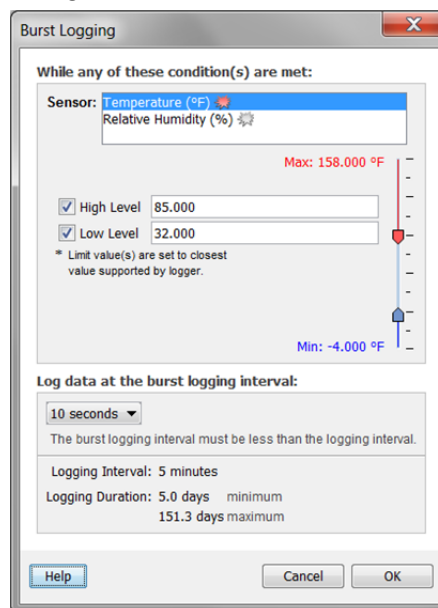 Burst Logging
While any of these condition(s) are met:
Sensor: Temperature (°F)
Relative Humidity (%)
Max: 158.000 °F
High Level 85.000
Low Level 32.000
* Limit value(s) are set to closest
value supported by logger.
Min: -4.000 °F
Log data at the burst logging interval:
10 seconds
The burst logging interval must be less than the logging interval.
Logging Interval: 5 minutes
Logging Duration: 5.0 days minimum
151.3 days maximum
Help Cancel OK